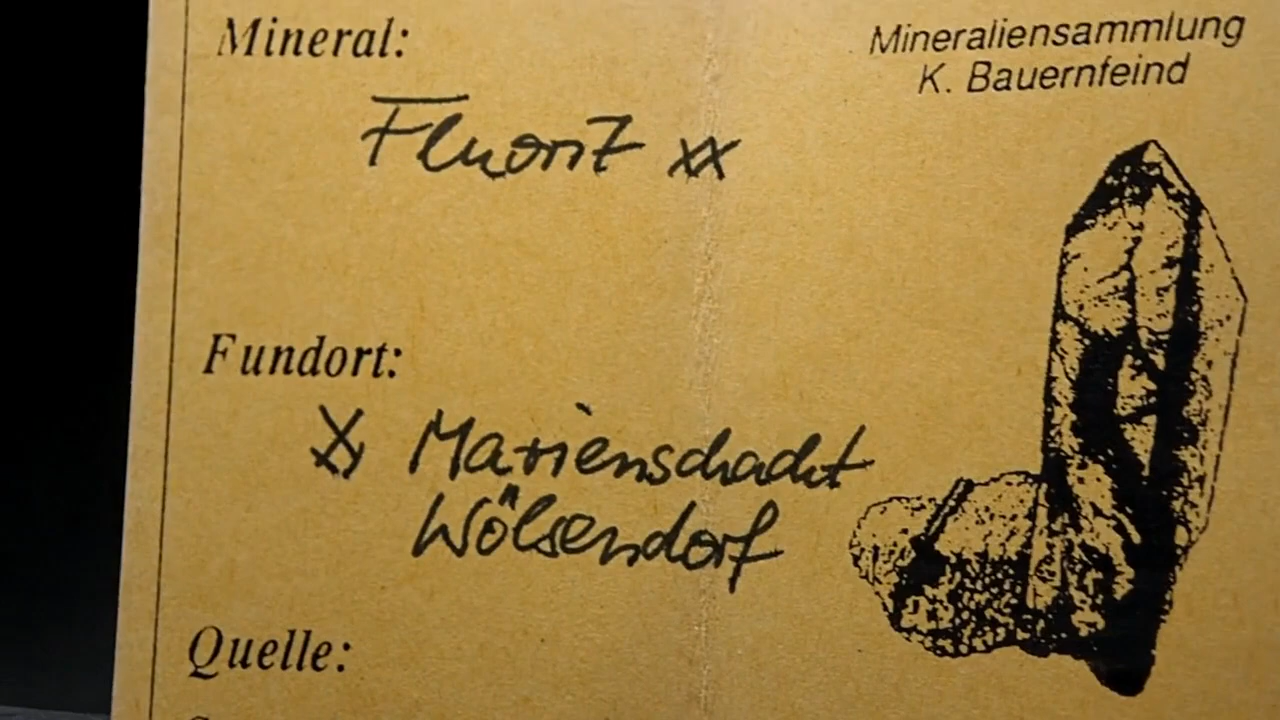 Mineral:
Mineraliensammlung
K. Bauernfeind
Fluorit xx
Fundort:
Marienschacht
Wölsendorf
Quelle: